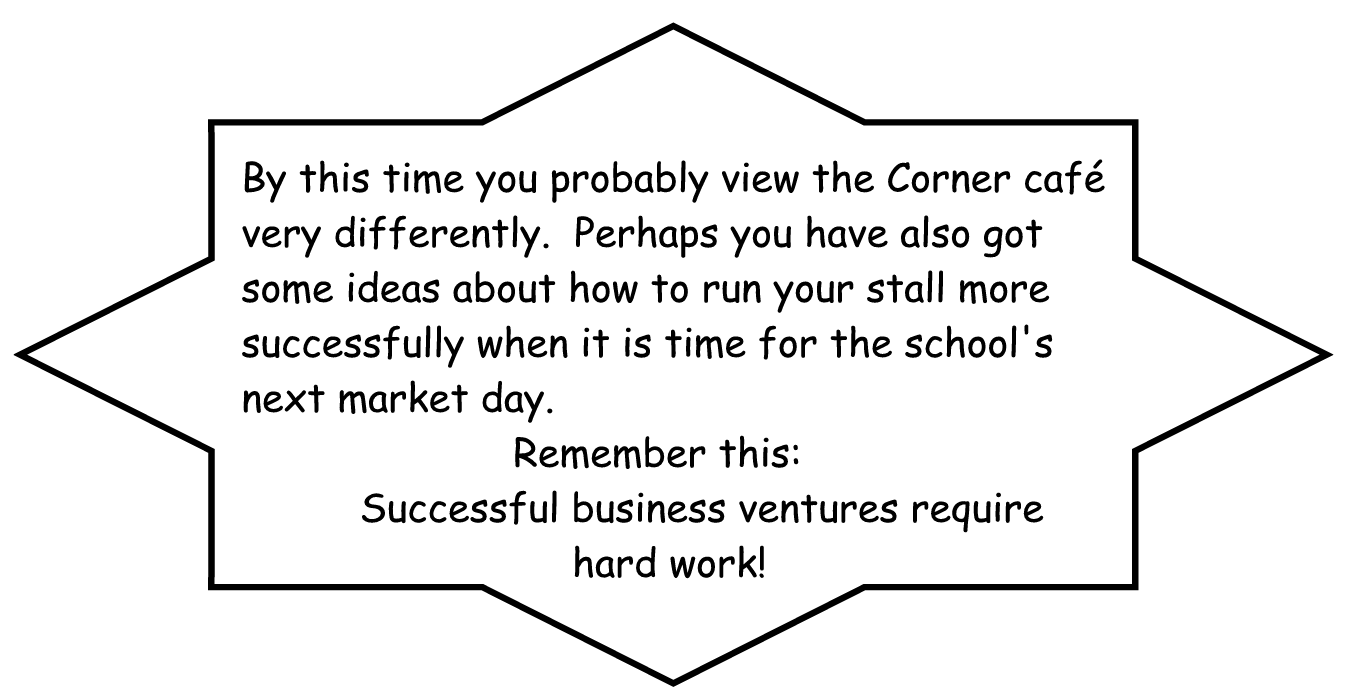 By this time you probably view the Corner café
very differently.  Perhaps you have also got
some ideas about how to run your stall more
successfully when it is time for the school's
next market day.
Remember this:
Successful business ventures require
hard work!